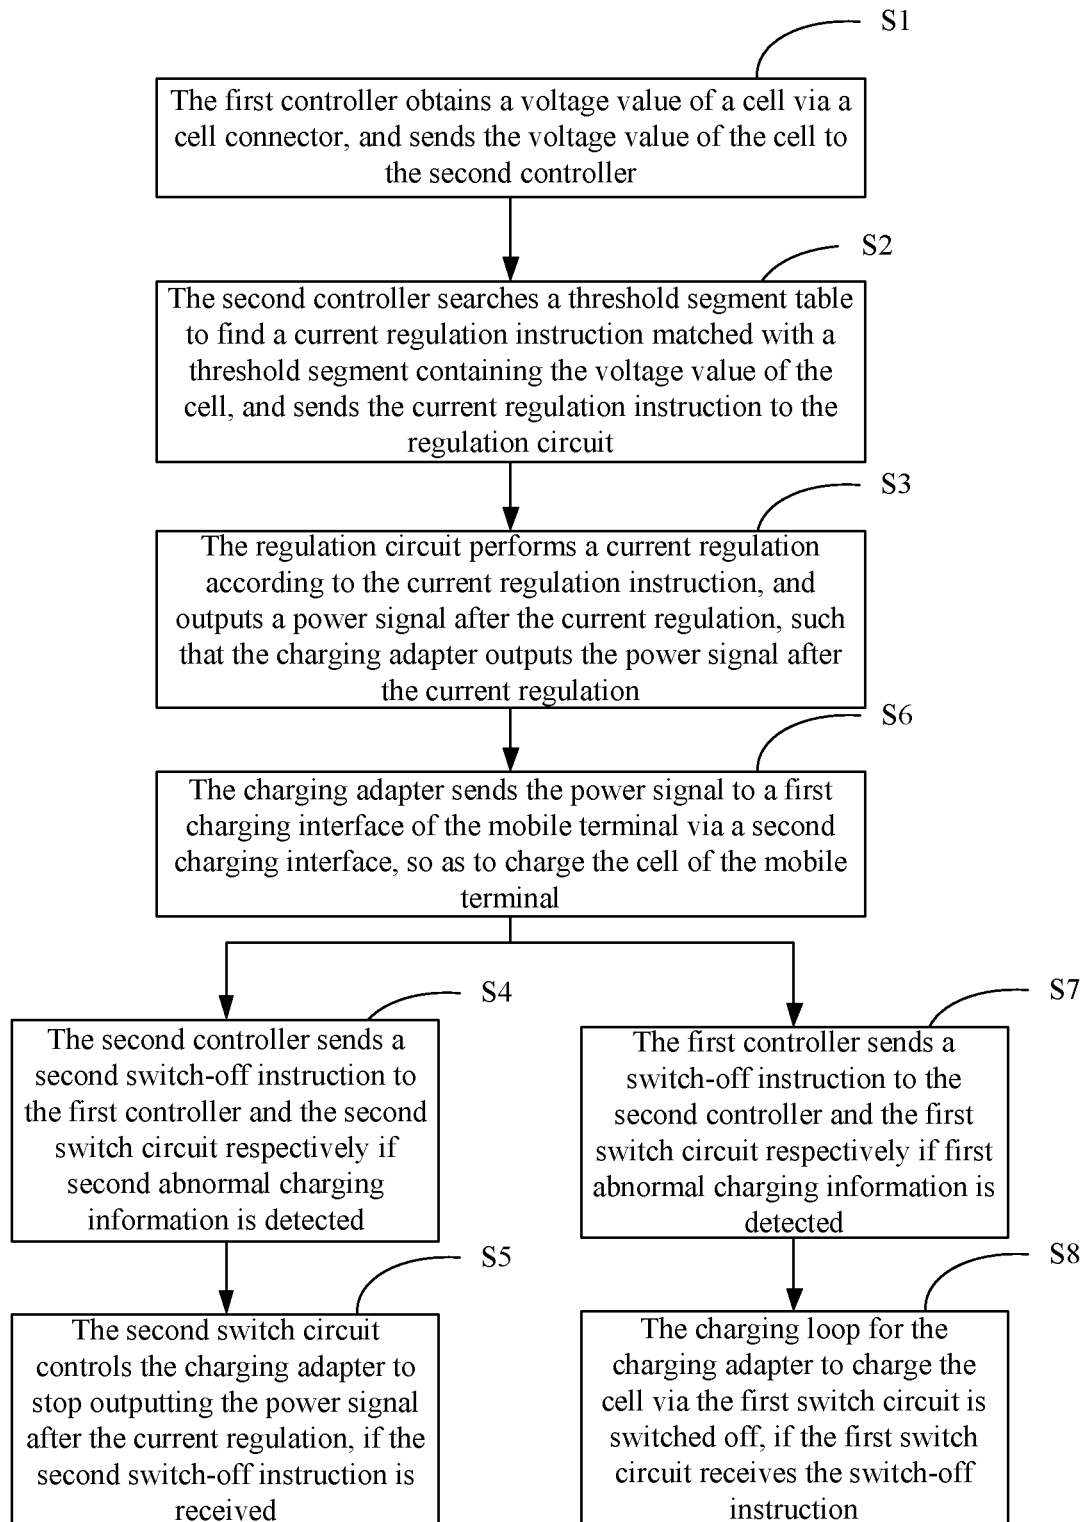 S1
The first controller obtains a voltage value of a cell via a
cell connector, and sends the voltage value of the cell to
the second controller
S2
The second controller searches a threshold segment table
to find a current regulation instruction matched with a
threshold segment containing the voltage value of the
cell, and sends the current regulation instruction to the
regulation circuit
S3
The regulation circuit performs a current regulation
according to the current regulation instruction, and
outputs a power signal after the current regulation, such
that the charging adapter outputs the power signal after
the current regulation
S6
The charging adapter sends the power signal to a first
charging interface of the mobile terminal via a second
charging interface, so as to charge the cell of the mobile
terminal
S4
The second controller sends a
second switch-off instruction to
the first controller and the second
switch circuit respectively if
second abnormal charging
information is detected
S7
The first controller sends a
switch-off instruction to the
second controller and the first
switch circuit respectively if first
abnormal charging information is
detected
S5
The second switch circuit
controls the charging adapter to
stop outputting the power signal
after the current regulation, if the
second switch-off instruction is
received
S8
The charging loop for the
charging adapter to charge the
cell via the first switch circuit is
switched off, if the first switch
circuit receives the switch-off
instruction